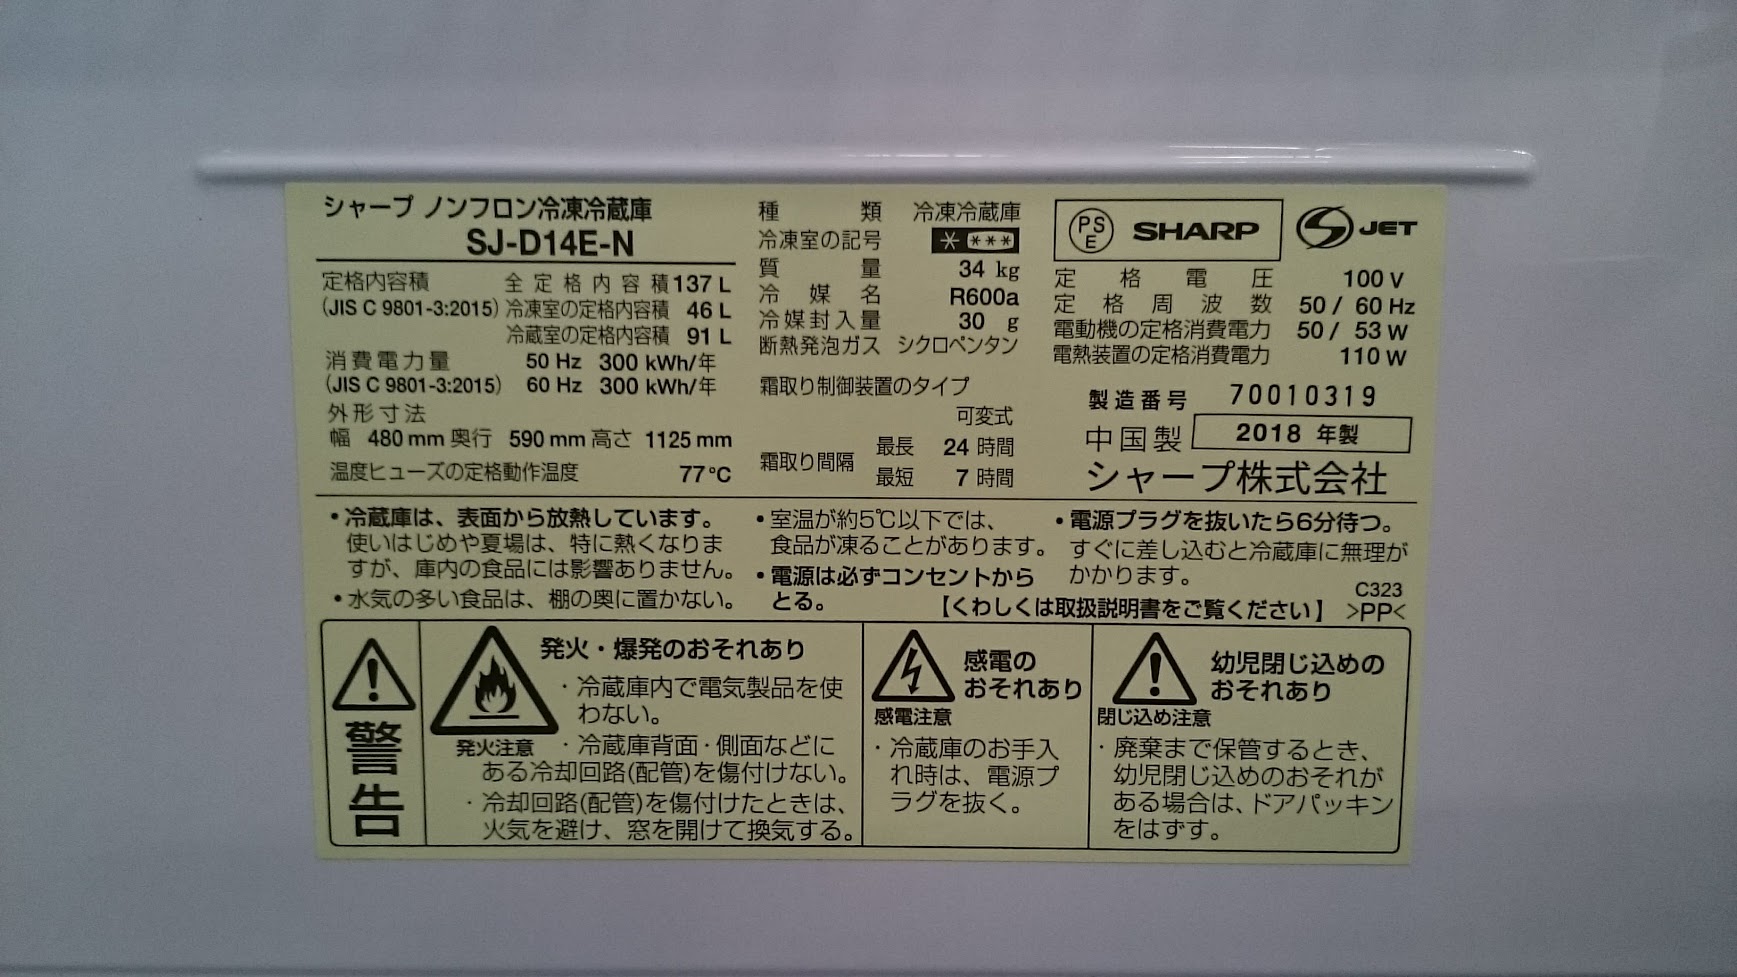 シャープ ノンフロン冷凍冷蔵庫
SJ-D14E-N
定格内容積 全定格内容積 137 L
(JIS C 9801-3:2015) 冷凍室の定格内容積 46 L
冷蔵室の定格内容積 91 L
消費電力量 50 Hz 300 kWh/年
(JIS C 9801-3:2015) 60 Hz 300 kWh/年
外形寸法
幅 480 mm 奥行 590 mm 高さ 1125 mm
温度ヒューズの定格動作温度 77℃
種類 冷凍冷蔵庫
冷凍室の記号 * ***
質量 34 kg
冷媒名 R600a
冷媒封入量 30 g
断熱発泡ガス シクロペンタン
霜取り制御装置のタイプ
可変式
霜取り間隔 最長 24 時間
最短 7 時間
PSE SHARP
S JET
定格電圧 100 V
定格周波数 50 / 60 Hz
電動機の定格消費電力 50 / 53 W
電熱装置の定格消費電力 110 W
製造番号 70010319
中国製 2018 年製
シャープ株式会社
・冷蔵庫は、表面から放熱しています。
使いはじめや夏場は、特に熱くなりま
すが、庫内の食品には影響ありません。
・水気の多い食品は、棚の奥に置かない。
・室温が約5℃以下では、
食品が凍ることがあります。
・電源は必ずコンセントから
とる。
・電源プラグを抜いたら6分待つ。
すぐに差し込むと冷蔵庫に無理が
かかります。
【くわしくは取扱説明書をご覧ください】
C323
>PP<
警告
発火・爆発のおそれあり
発火注意
・冷蔵庫内で電気製品を使
わない。
・冷蔵庫背面・側面などに
ある冷却回路(配管)を傷付けない。
・冷却回路(配管)を傷付けたときは、
火気を避け、窓を開けて換気する。
感電の
おそれあり
感電注意
・冷蔵庫のお手入
れ時は、電源プ
ラグを抜く。
幼児閉じ込めの
おそれあり
閉じ込め注意
・廃棄まで保管するとき、
幼児閉じ込めのおそれが
ある場合は、ドアパッキン
をはずす。